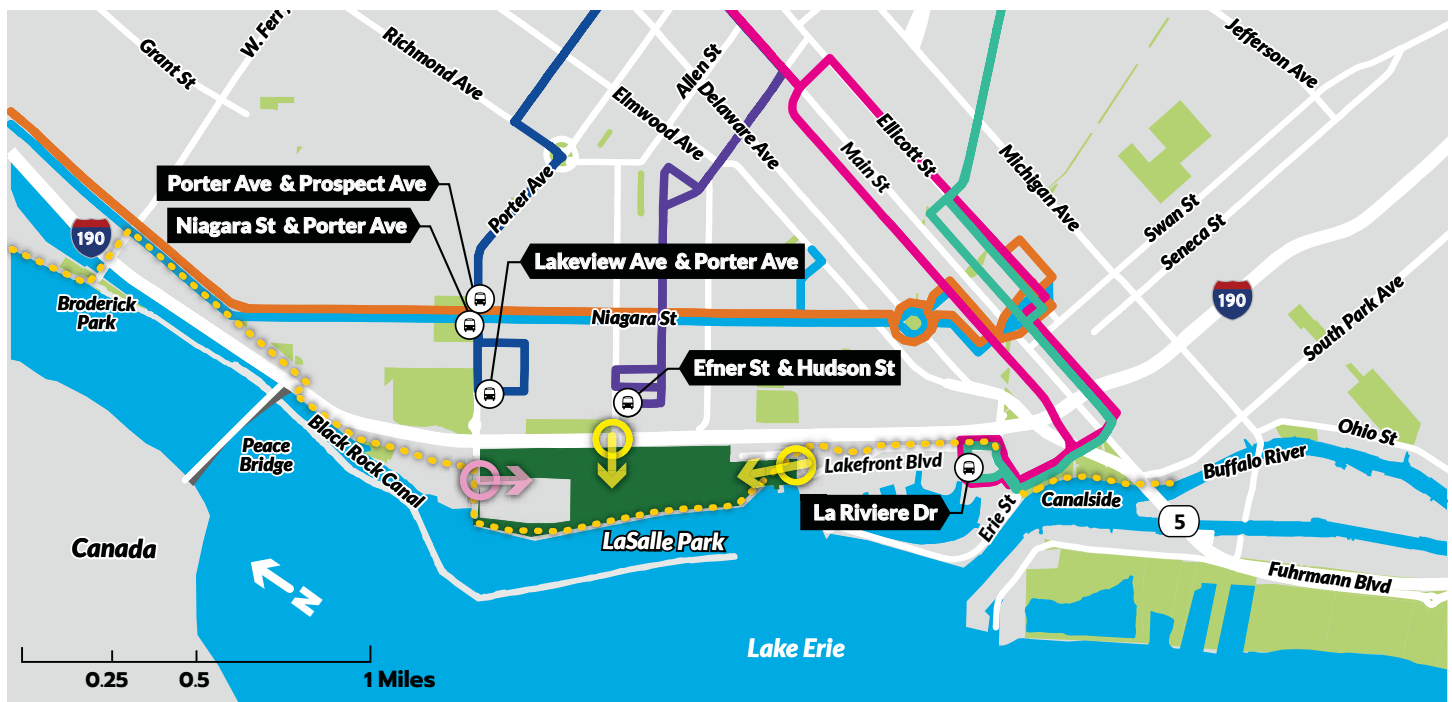 Grant St
W. Ferr
Richmond Ave
Allen St
Jefferson Ave
Elmwood Ave
Delaware Ave
Ellicott St
Main St
Michigan Ave
Porter Ave & Prospect Ave
Porter Ave
Swan St
Niagara St & Porter Ave
Seneca St
190
Lakeview Ave & Porter Ave
190
Broderick
Park
Niagara St
South Park Ave
Efner St & Hudson St
Peace
Bridge
Black Rock Canal
Lakefront Blvd
Ohio St
Buffalo River
La Riviere Dr
Erie St
Canalside
5
Canada
LaSalle Park
N
Fuhrmann Blvd
Lake Erie
0.25
0.5
1 Miles